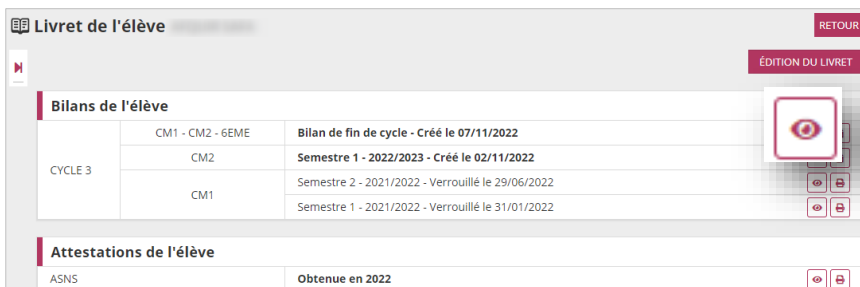 Livret de l'élève
RETOUR
ÉDITION DU LIVRET
Bilans de l'élève
CYCLE 3
CM1 - CM2 - 6EME
Bilan de fin de cycle - Créé le 07/11/2022
CM2
Semestre 1 - 2022/2023 - Créé le 02/11/2022
CM1
Semestre 2 - 2021/2022 - Verrouillé le 29/06/2022
Semestre 1 - 2021/2022 - Verrouillé le 31/01/2022
Attestations de l'élève
ASNS
Obtenue en 2022